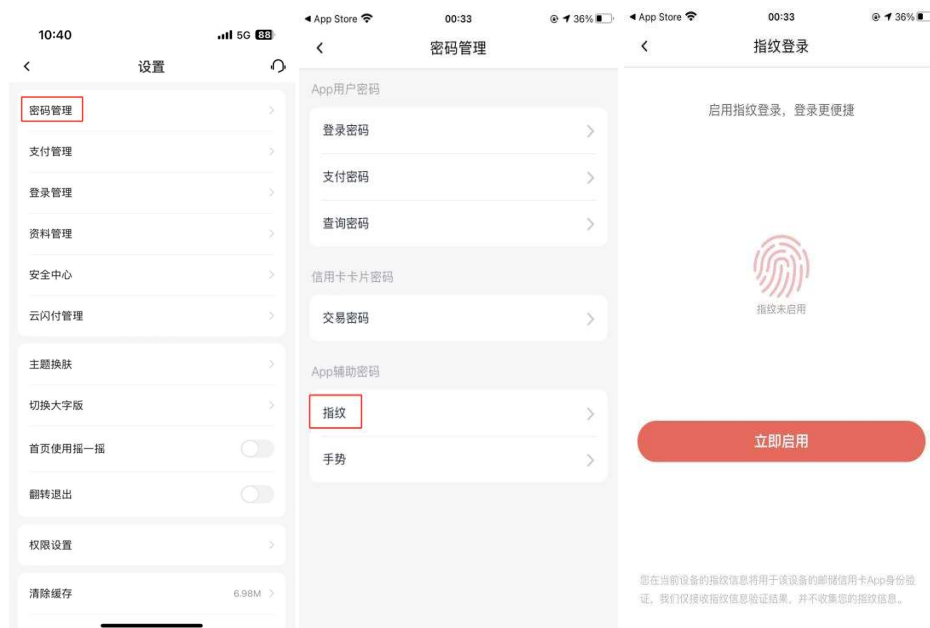 10:40
5G 88
设置
密码管理
支付管理
登录管理
资料管理
安全中心
云闪付管理
主题换肤
切换大字版
首页使用摇一摇
翻转退出
权限设置
清除缓存 6.98M
App Store 00:33 36%
密码管理
App用户密码
登录密码
支付密码
查询密码
信用卡卡片密码
交易密码
App辅助密码
指纹
手势
App Store 00:33 36%
指纹登录
启用指纹登录，登录更便捷
指纹未启用
立即启用
您在当前设备的指纹信息将用于该设备的邮储信用卡App身份验
证，我们仅接收指纹信息验证结果，并不收集您的指纹信息。